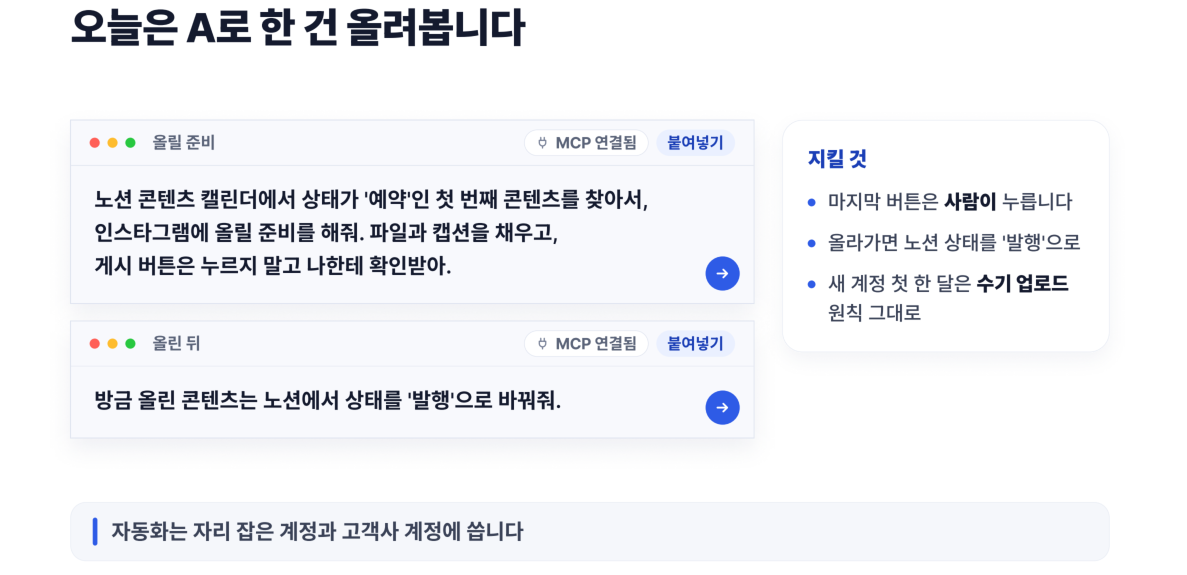 오늘은 A로 한 건 올려봅니다
올릴 준비
MCP 연결됨
붙여넣기
노션 콘텐츠 캘린더에서 상태가 '예약'인 첫 번째 콘텐츠를 찾아서,
인스타그램에 올릴 준비를 해줘. 파일과 캡션을 채우고,
게시 버튼은 누르지 말고 나한테 확인받아.
올린 뒤
MCP 연결됨
붙여넣기
방금 올린 콘텐츠는 노션에서 상태를 '발행'으로 바꿔줘.
지킬 것
마지막 버튼은 사람이 누릅니다
올라가면 노션 상태를 '발행'으로
새 계정 첫 한 달은 수기 업로드
원칙 그대로
자동화는 자리 잡은 계정과 고객사 계정에 씁니다